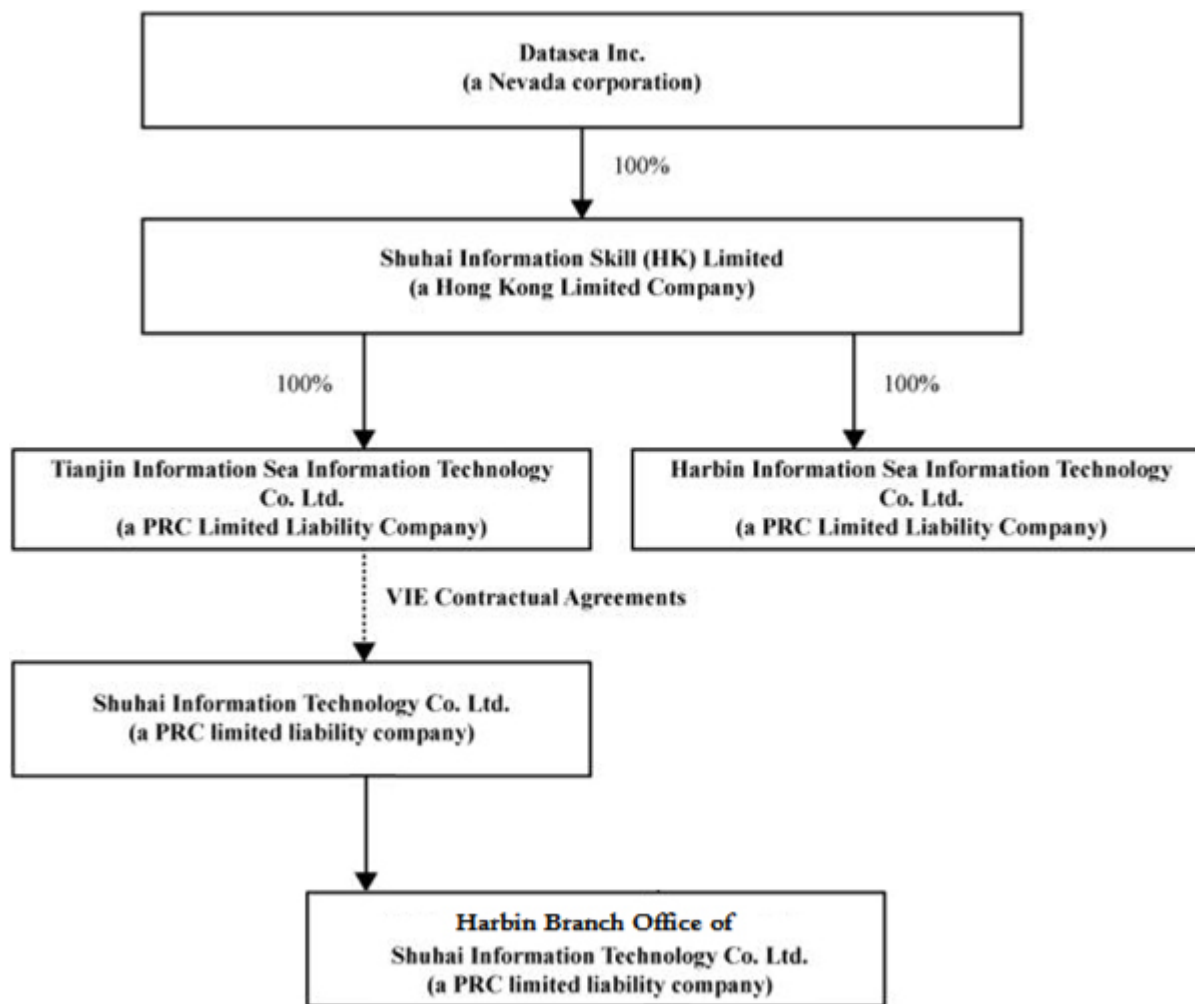 Datasea Inc.
(a Nevada corporation)
100%
Shuhai Information Skill (HK) Limited
(a Hong Kong Limited Company)
100%
100%
Tianjin Information Sea Information Technology
Co. Ltd.
(a PRC Limited Liability Company)
Harbin Information Sea Information Technology
Co. Ltd.
(a PRC Limited Liability Company)
VIE Contractual Agreements
Shuhai Information Technology Co. Ltd.
(a PRC limited liability company)
Harbin Branch Office of
Shuhai Information Technology Co. Ltd.
(a PRC limited liability company)